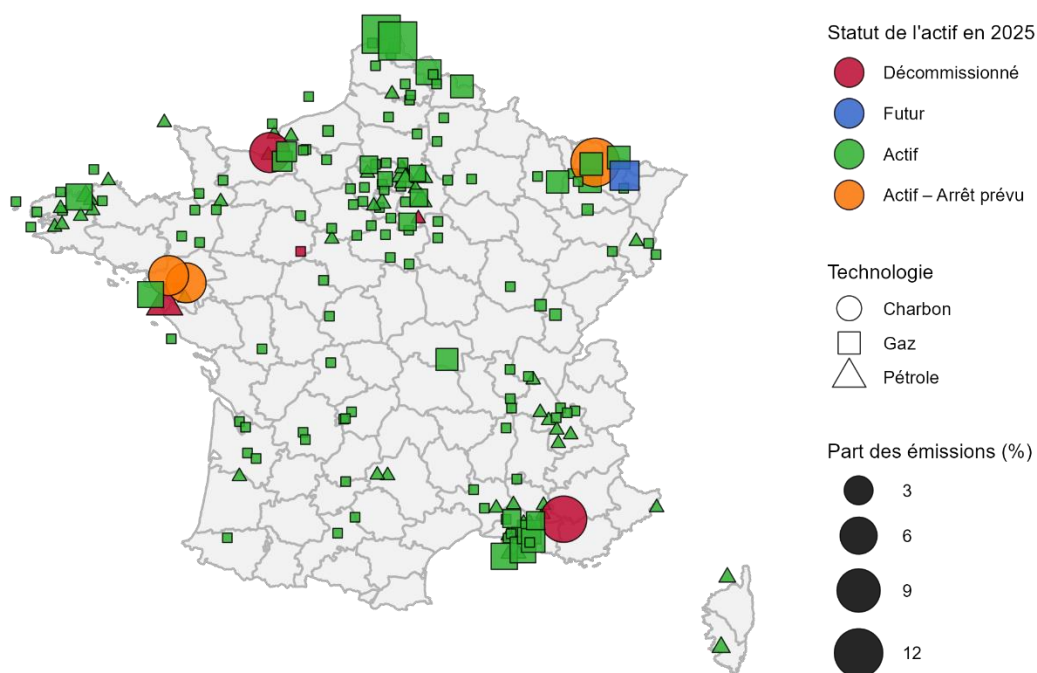 Statut de l'actif en 2025
Décommissionné
Futur
Actif
Actif – Arrêt prévu
Technologie
Charbon
Gaz
Pétrole
Part des émissions (%)
3
6
9
12